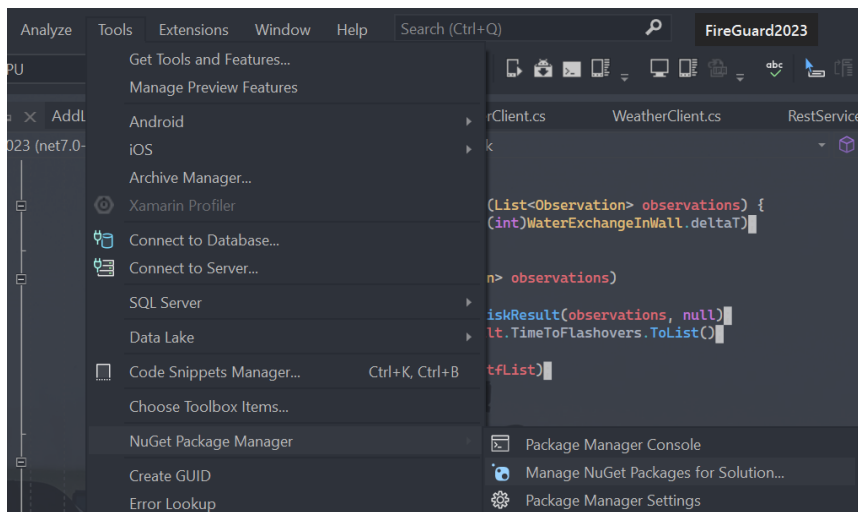 Analyze Tools Extensions Window Help Search (Ctrl+Q) FireGuard2023
PU
Get Tools and Features...
Manage Preview Features
Android
iOS
Archive Manager...
Xamarin Profiler
Connect to Database...
Connect to Server...
SQL Server
Data Lake
Code Snippets Manager... Ctrl+K, Ctrl+B
Choose Toolbox Items...
NuGet Package Manager
Create GUID
Error Lookup
Package Manager Console
Manage NuGet Packages for Solution...
Package Manager Settings
abc
AddL
rClient.cs WeatherClient.cs RestService
023 (net7.0-
k
(List<Observation> observations) {
(int)WaterExchangeInWall.deltaT)
n> observations)
iskResult(observations, null)
lt.TimeToFlashovers.ToList()
tfList)